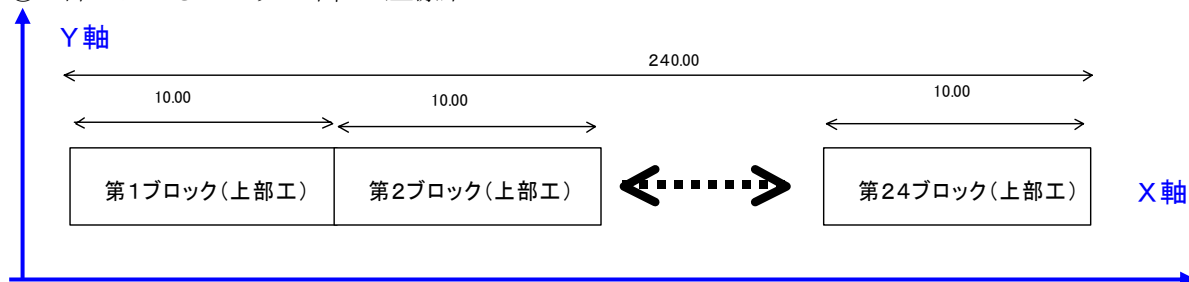 Y軸
240.00
10.00
10.00
10.00
第1ブロック(上部工)
第2ブロック(上部工)
第24ブロック(上部工)
X軸